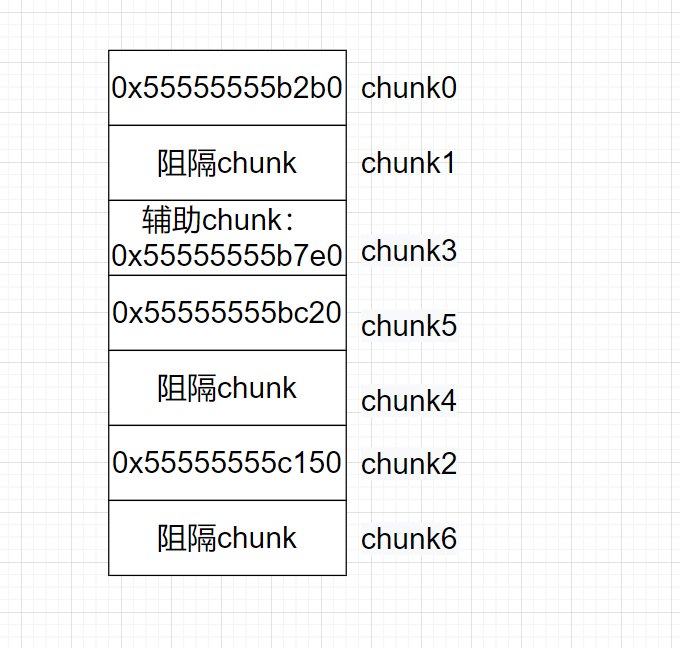 0x55555555b2b0 chunk0
阻隔chunk chunk1
辅助chunk：
0x55555555b7e0 chunk3
0x55555555bc20 chunk5
阻隔chunk chunk4
0x55555555c150 chunk2
阻隔chunk chunk6